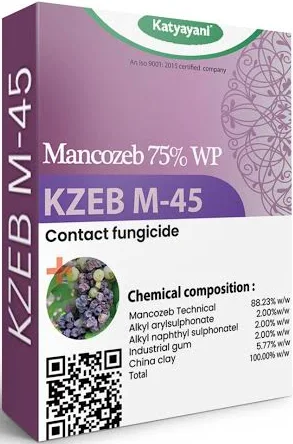 Katyayani
An Iso 9001: 2015 certified company
Mancozeb 75% WP
KZEB M-45
Contact fungicide
Chemical composition :
Mancozeb Technical 88.23% w/w
Alkyl arylsulphonate 2.00% w/w
Alkyl naphthyl sulphonatel 2.00% w/w
Industrial gum 2.00% w/w
China clay 5.77% w/w
Total 100.00% w/w
KZEB M-45